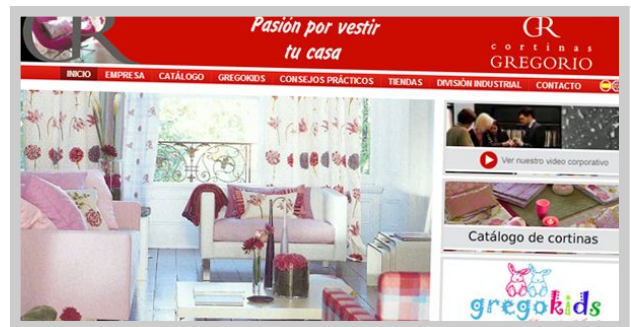 Pasión por vestir
tu casa
GR
cortinas
GREGORIO
INICIO EMPRESA CATÁLOGO GREGOKIDS CONSEJOS PRÁCTICOS TIENDAS DIVISIÓN INDUSTRIAL CONTACTO
Ver nuestro video corporativo
Catálogo de cortinas
gregokids